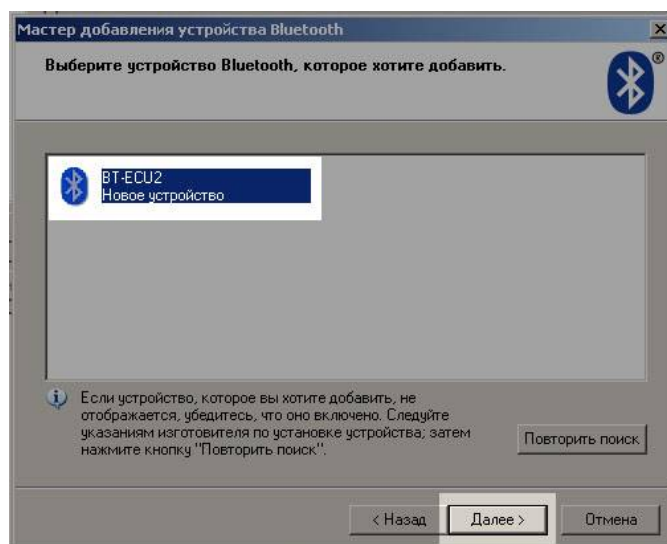 Мастер добавления устройства Bluetooth
Выберите устройство Bluetooth, которое хотите добавить.
®
BT-ECU2
Новое устройство
Если устройство, которое вы хотите добавить, не
отображается, убедитесь, что оно включено. Следуйте
указаниям изготовителя по установке устройства; затем
нажмите кнопку "Повторить поиск".
Повторить поиск
< Назад
Далее >
Отмена